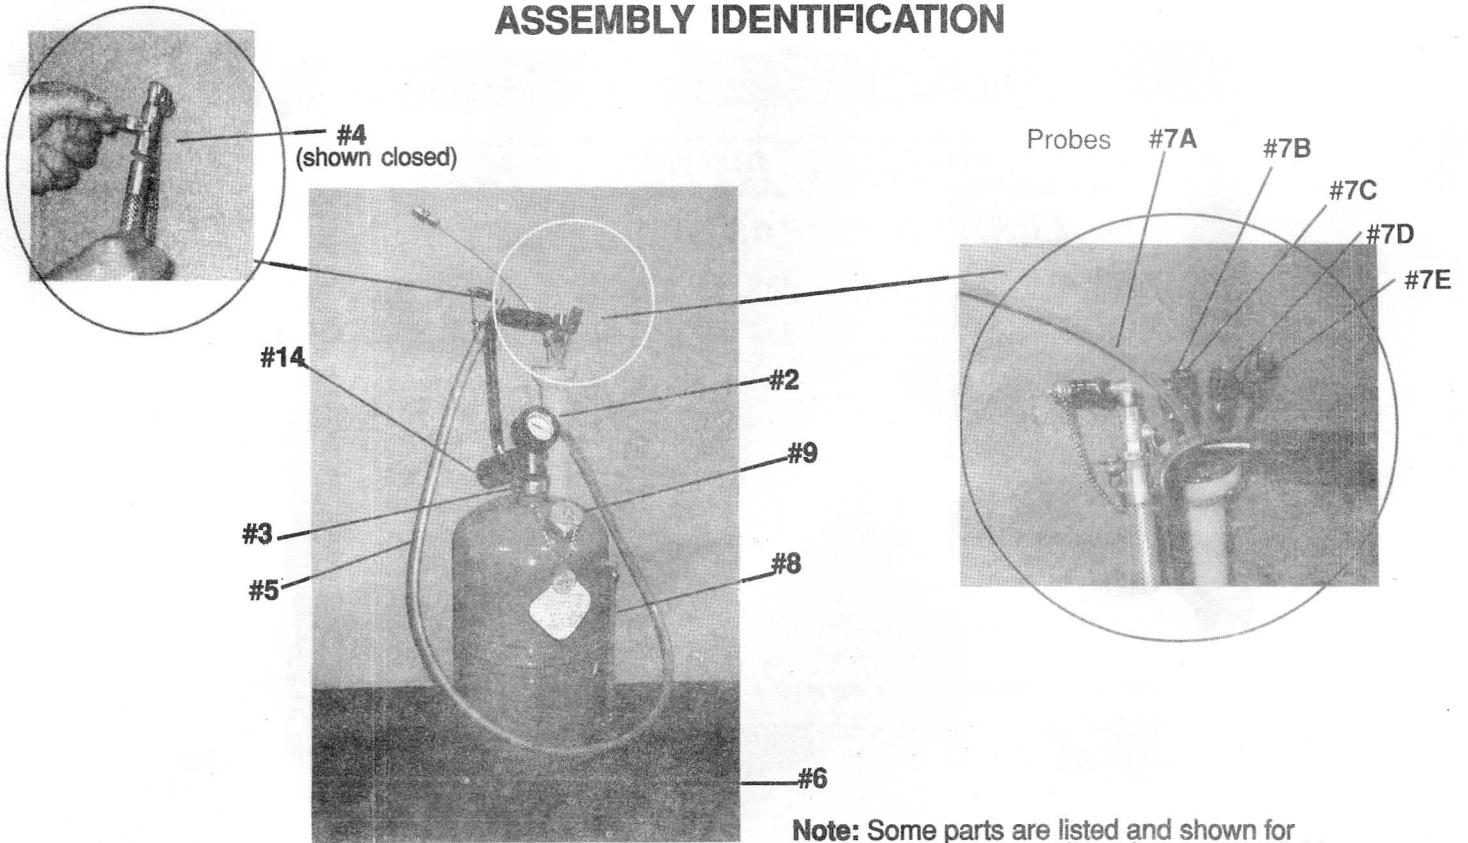 ASSEMBLY IDENTIFICATION
#4
(shown closed)
Probes #7A
#7B
#7C
#7D
#7E
#14
#2
#9
#3
#5
#8
#6
Note: Some parts are listed and shown for